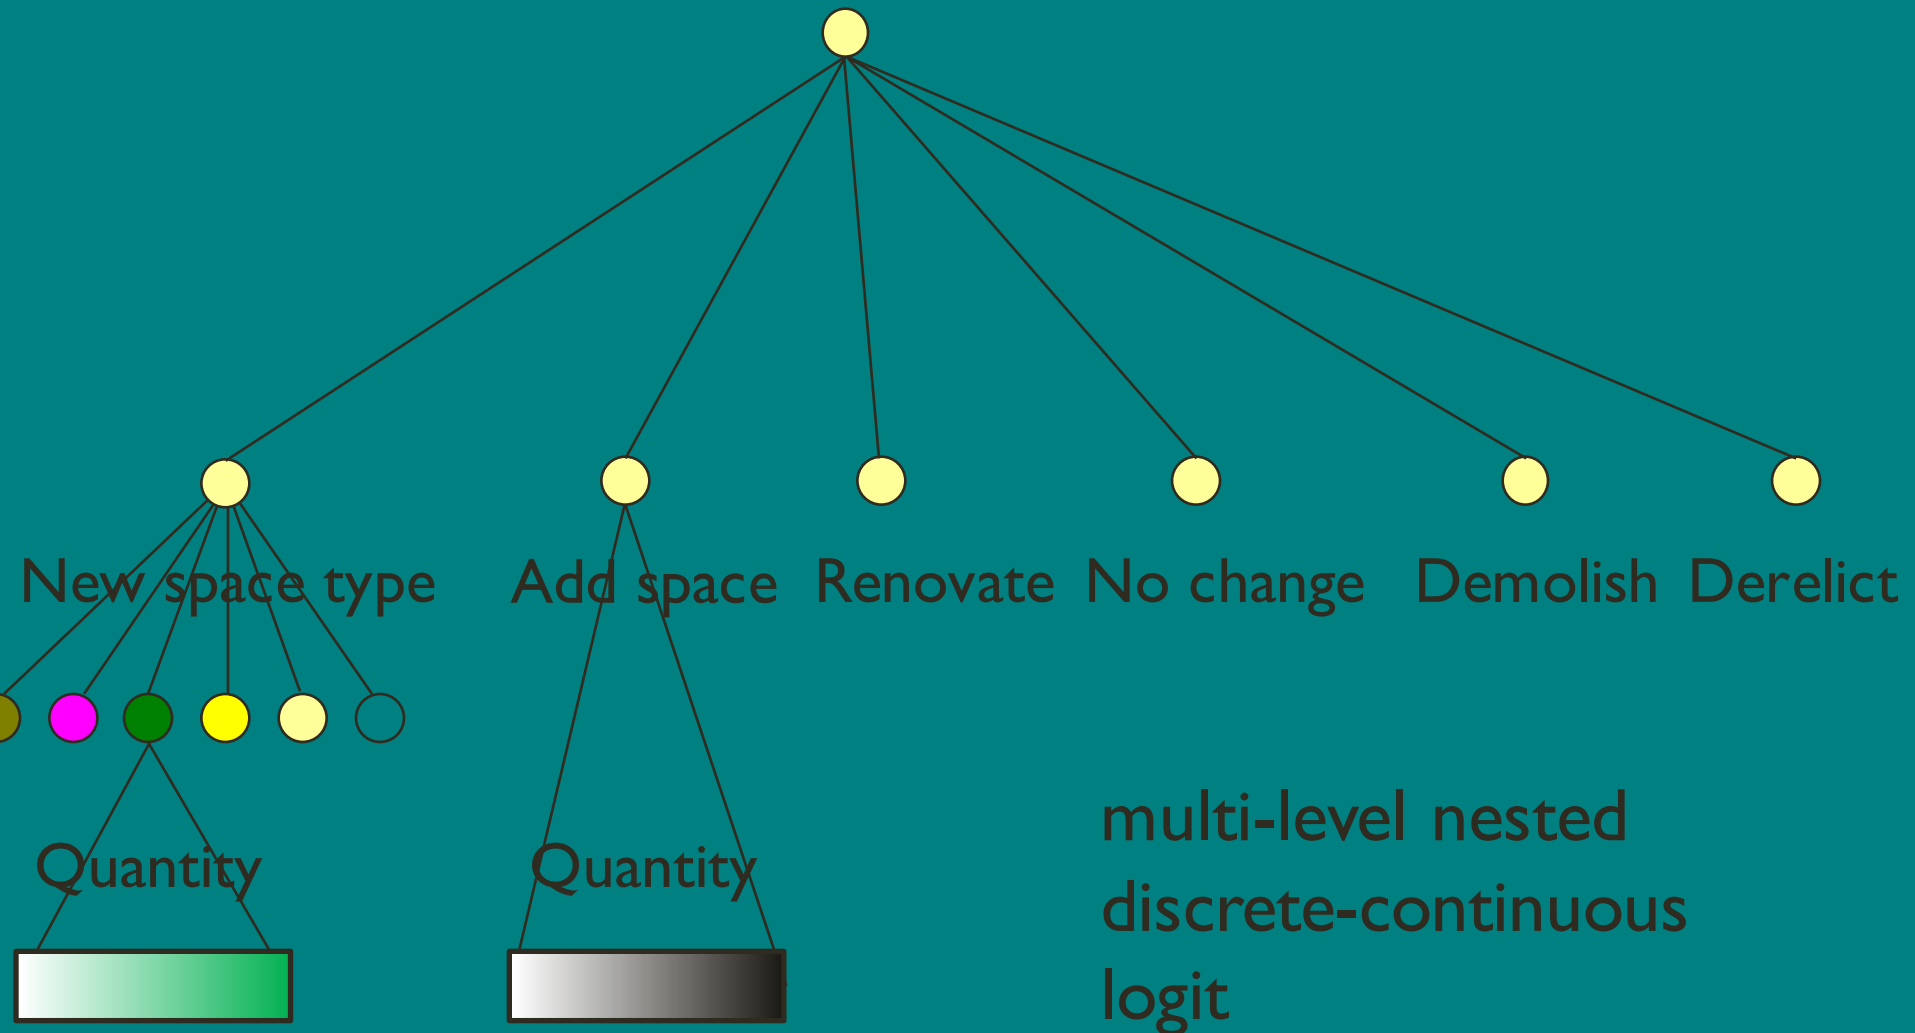 New space type
Add space
Renovate
No change
Demolish
Derelict
Quantity
Quantity
multi-level nested
discrete-continuous
logit